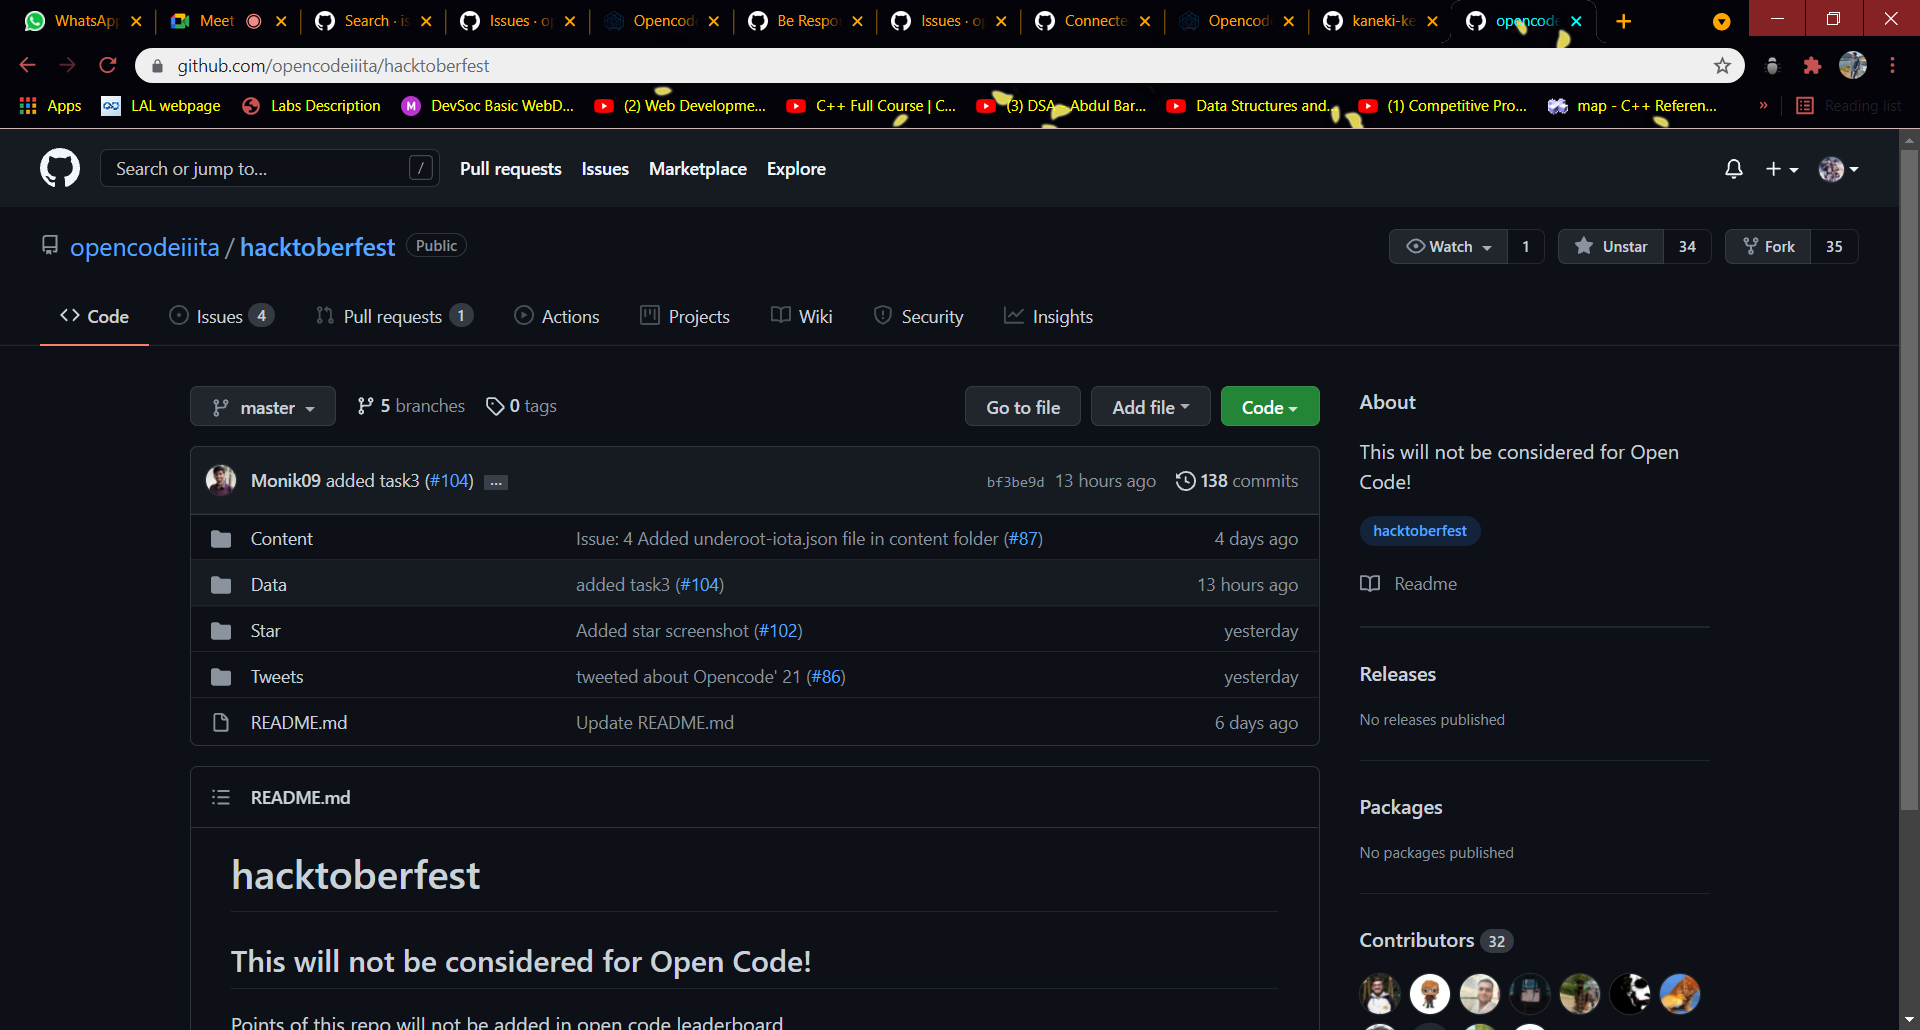 WhatsApp
Meet
Search · is
Issues · op
Opencode
Be Respo
Issues · op
Connecte
Opencode
kaneki-ke
opencode
github.com/opencodeiiita/hacktoberfest
Apps LAL webpage Labs Description DevSoc Basic WebD... (2) Web Developme... C++ Full Course | C... (3) DSA - Abdul Bar... Data Structures and... (1) Competitive Pro... map - C++ Referen... » Reading list
Search or jump to... / Pull requests Issues Marketplace Explore
opencodeiiita / hacktoberfest Public Watch 1 Unstar 34 Fork 35
Code Issues 4 Pull requests 1 Actions Projects Wiki Security Insights
master 5 branches 0 tags Go to file Add file Code
Monik09 added task3 (#104) ... bf3be9d 13 hours ago 138 commits
Content Issue: 4 Added underoot-iota.json file in content folder (#87) 4 days ago
Data added task3 (#104) 13 hours ago
Star Added star screenshot (#102) yesterday
Tweets tweeted about Opencode' 21 (#86) yesterday
README.md Update README.md 6 days ago
README.md
hacktoberfest
This will not be considered for Open Code!
Points of this repo will not be added in open code leaderboard
About
This will not be considered for Open
Code!
hacktoberfest
Readme
Releases
No releases published
Packages
No packages published
Contributors 32